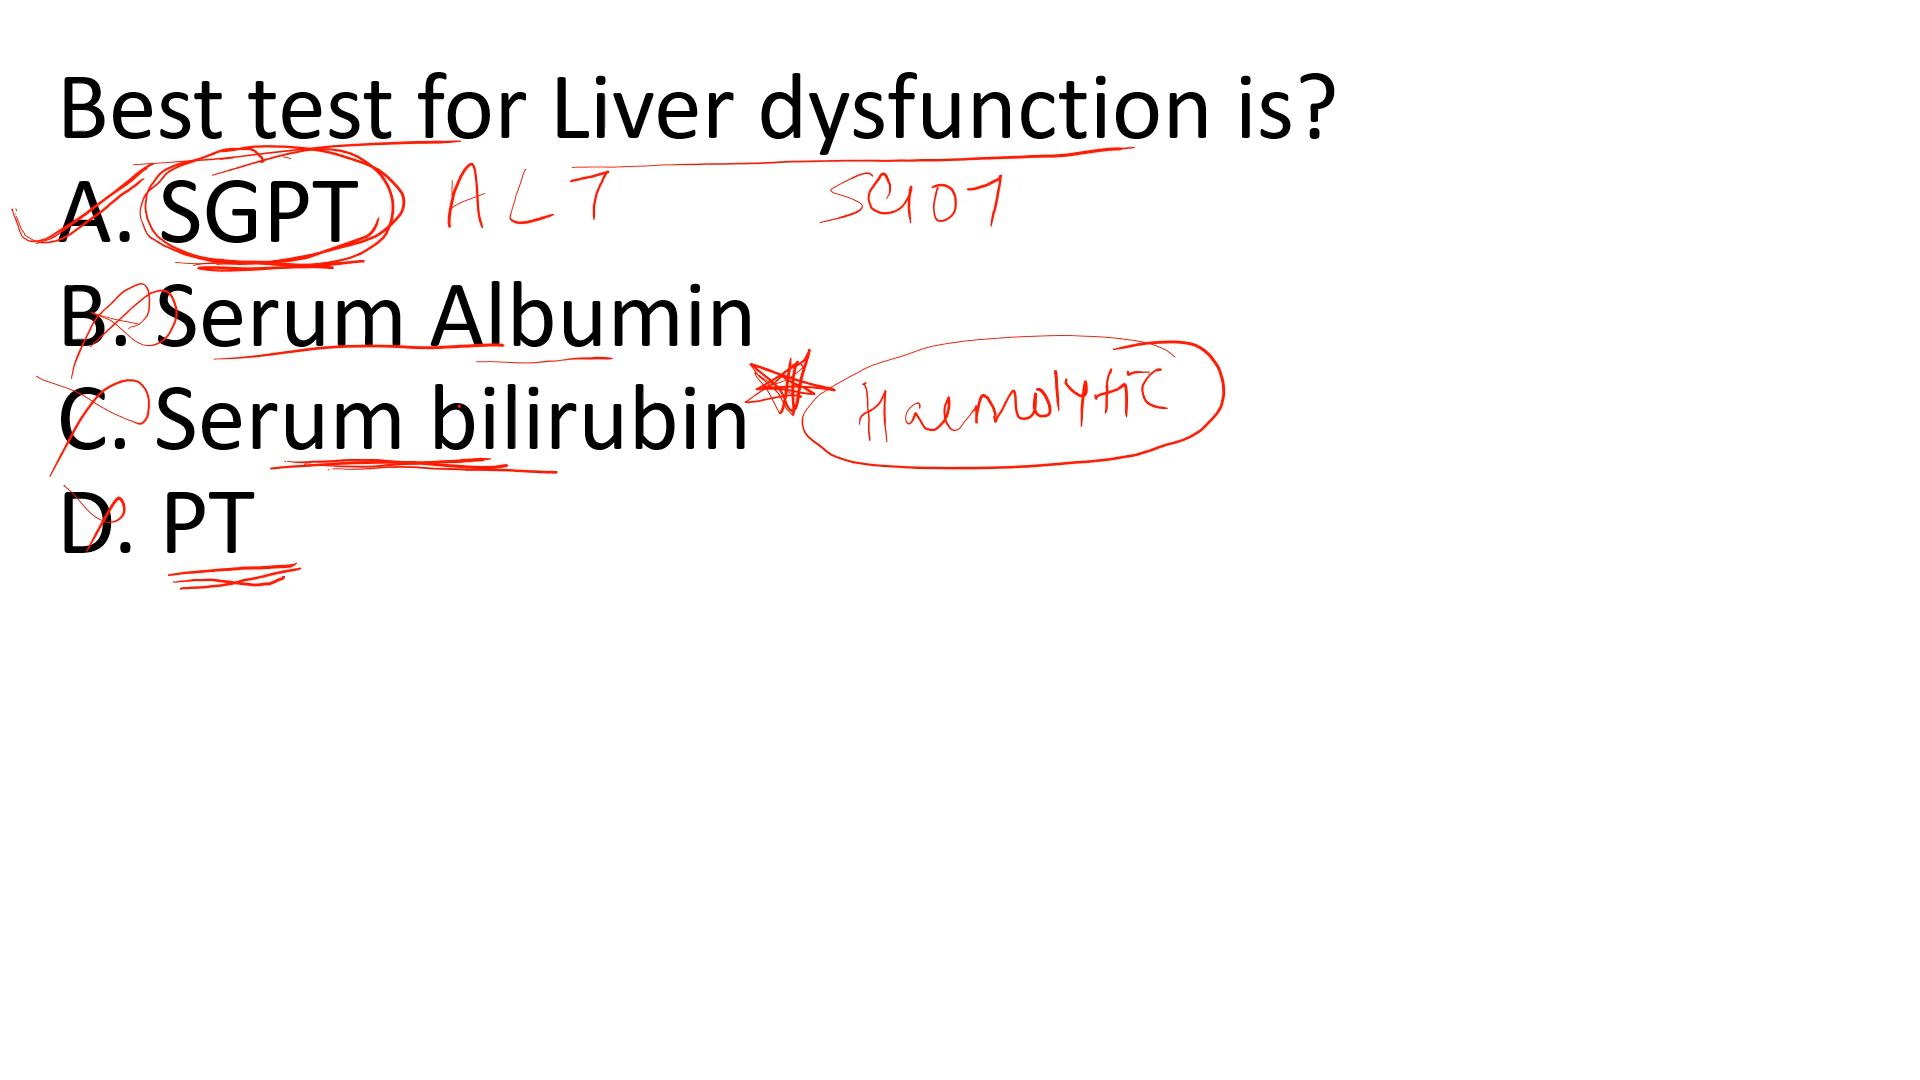 Best test for Liver dysfunction is?
A. SGPT ALT SGOT
B. Serum Albumin
C. Serum bilirubin Haemolytic
D. PT